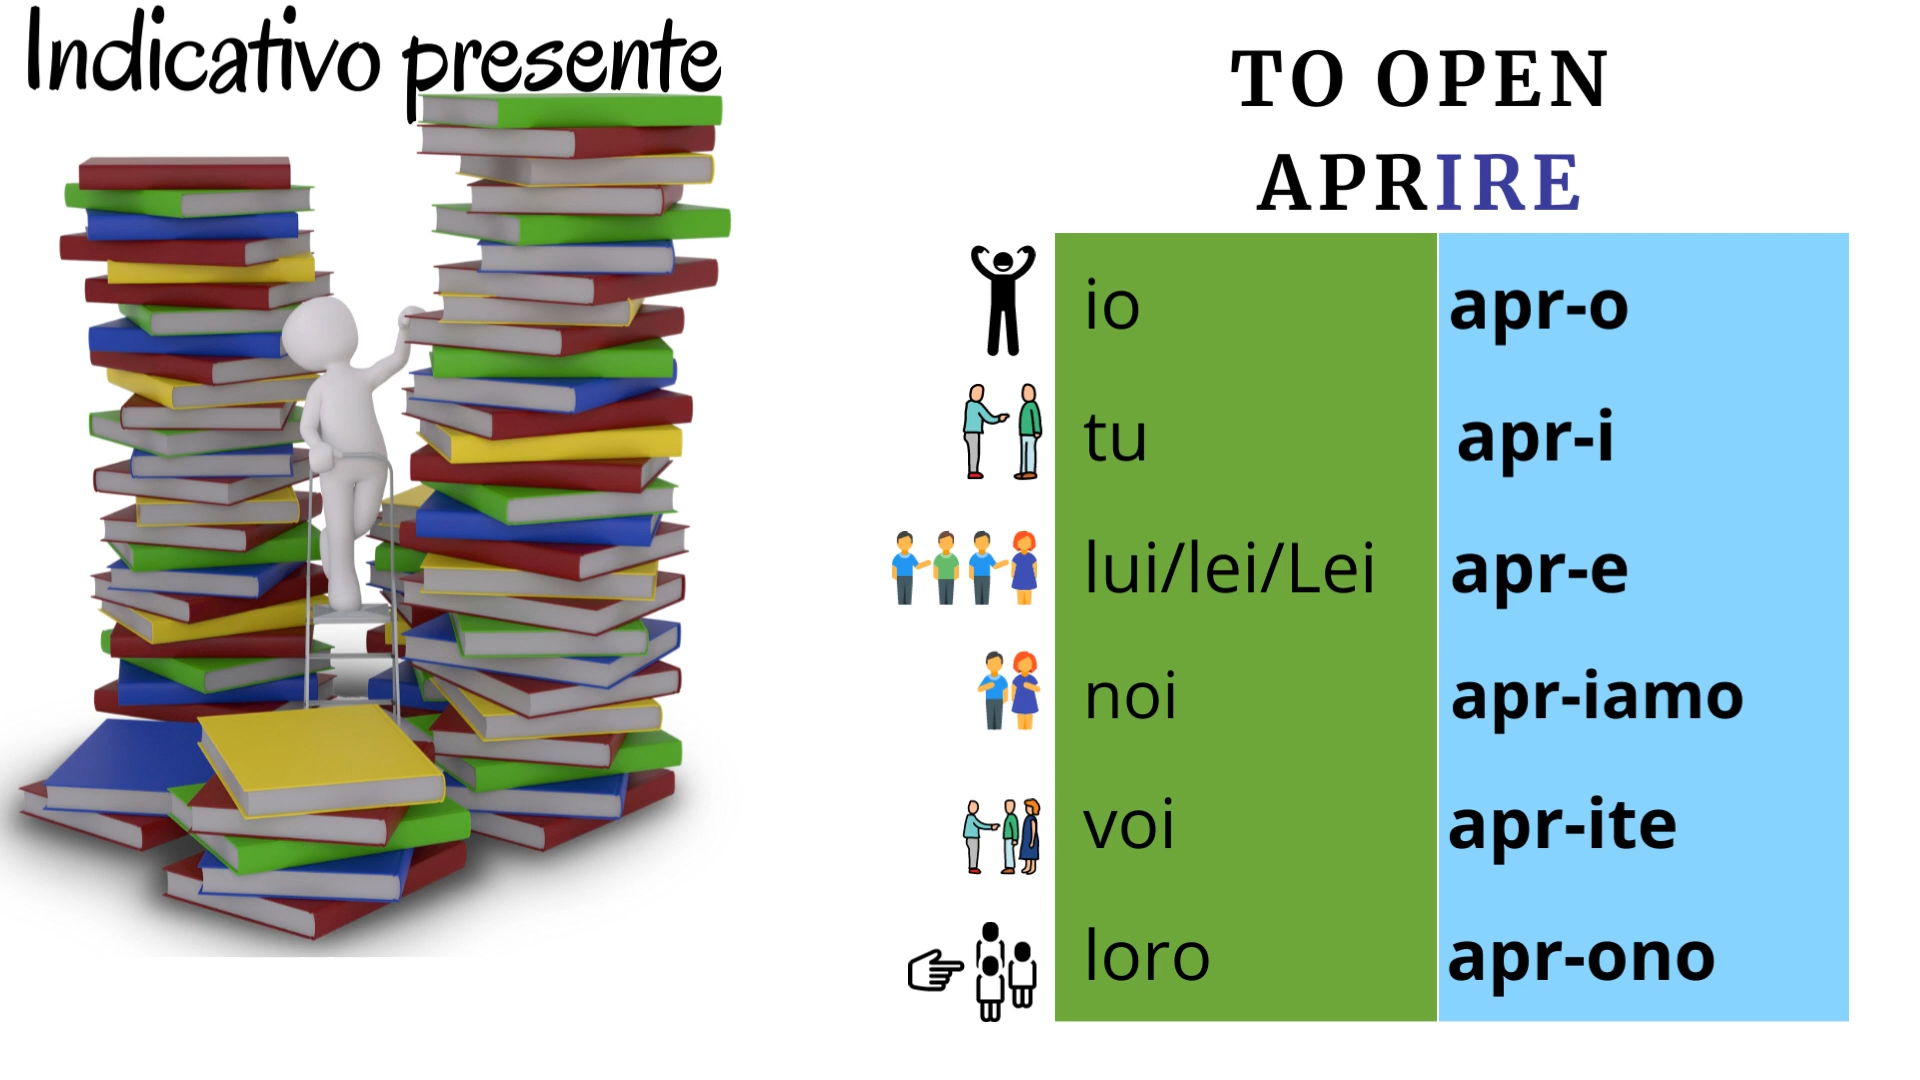 Indicativo presente
TO OPEN
APRIRE
io apr-o
tu apr-i
lui/lei/Lei apr-e
noi apr-iamo
voi apr-ite
loro apr-ono